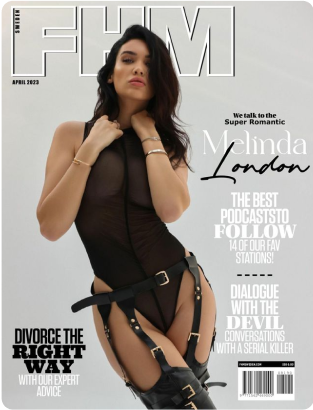 SWEDEN
FHM
APRIL 2023
We talk to the
Super Romantic
Melinda
London
THE BEST
PODCASTSTO
FOLLOW
14 OF OUR FAV
STATIONS!
DIALOGUE
WITH THE
DEVIL
CONVERSATIONS
WITH A SERIAL KILLER
DIVORCE THE
RIGHT
WAY
WITH OUR EXPERT
ADVICE